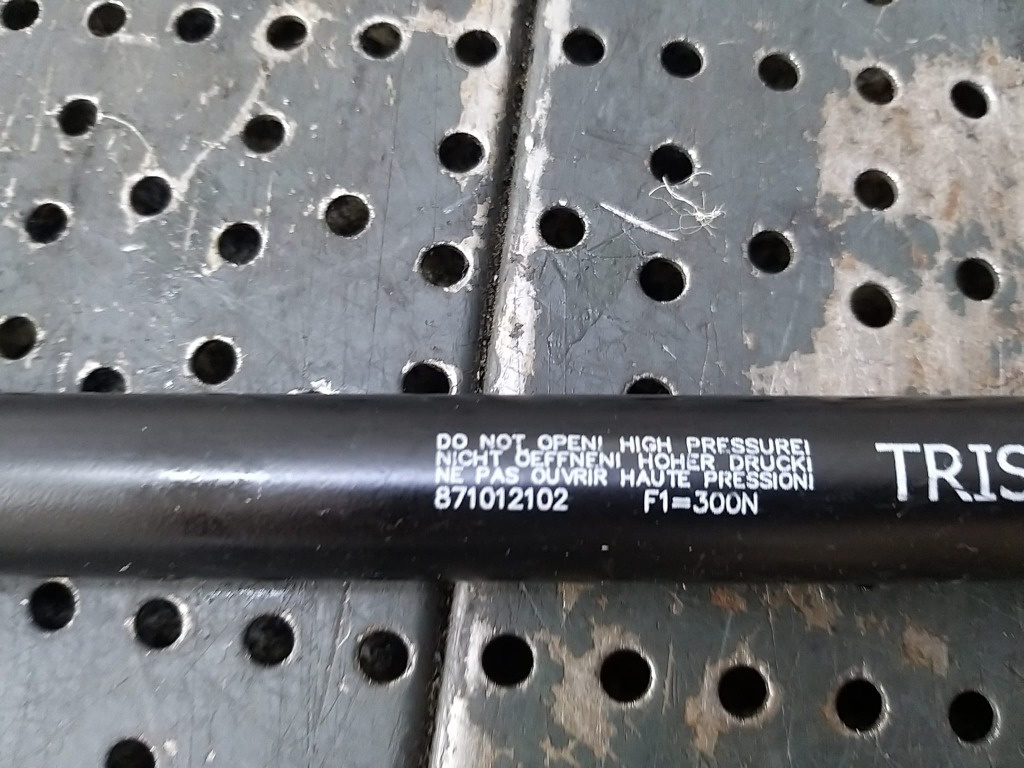 DO NOT OPEN! HIGH PRESSURE!
NICHT OEFFNEN! HOHER DRUCK!
NE PAS OUVRIR HAUTE PRESSION!
871012102 F1=300N
TRIS